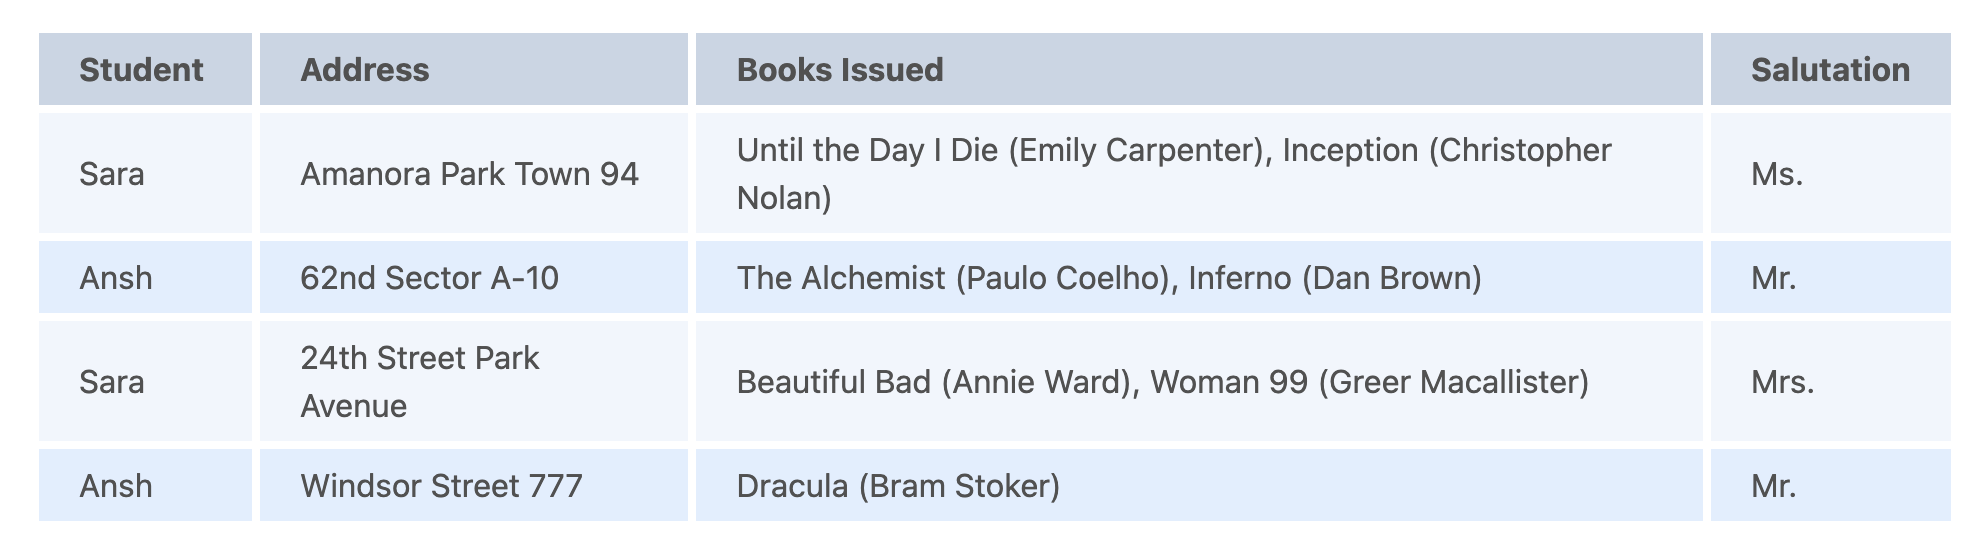 Student Address Books Issued Salutation
Sara Amanora Park Town 94 Until the Day I Die (Emily Carpenter), Inception (Christopher
Nolan) Ms.
Ansh 62nd Sector A-10 The Alchemist (Paulo Coelho), Inferno (Dan Brown) Mr.
Sara 24th Street Park
Avenue Beautiful Bad (Annie Ward), Woman 99 (Greer Macallister) Mrs.
Ansh Windsor Street 777 Dracula (Bram Stoker) Mr.